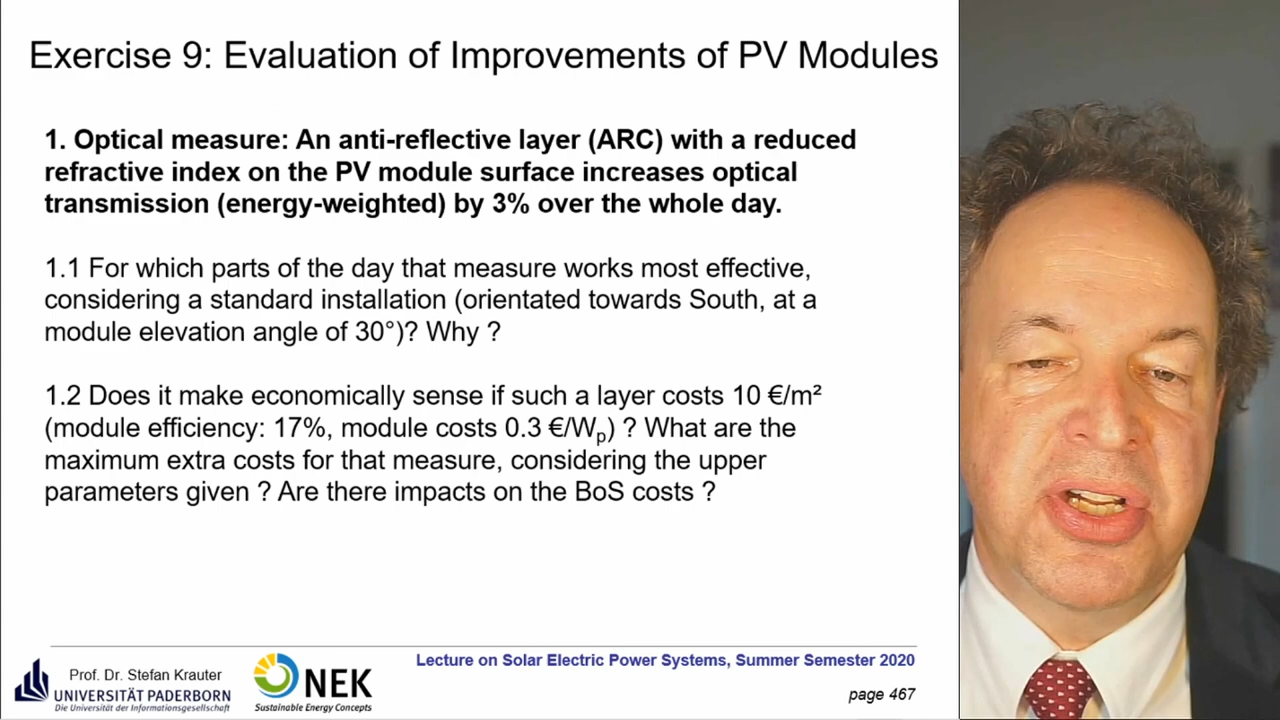 Exercise 9: Evaluation of Improvements of PV Modules
1. Optical measure: An anti-reflective layer (ARC) with a reduced
refractive index on the PV module surface increases optical
transmission (energy-weighted) by 3% over the whole day.
1.1 For which parts of the day that measure works most effective,
considering a standard installation (orientated towards South, at a
module elevation angle of 30°)? Why ?
1.2 Does it make economically sense if such a layer costs 10 €/m²
(module efficiency: 17%, module costs 0.3 €/Wp) ? What are the
maximum extra costs for that measure, considering the upper
parameters given ? Are there impacts on the BoS costs ?
Prof. Dr. Stefan Krauter
UNIVERSITÄT PADERBORN
Die Universität der Informationsgesellschaft
NEK
Sustainable Energy Concepts
Lecture on Solar Electric Power Systems, Summer Semester 2020
page 467